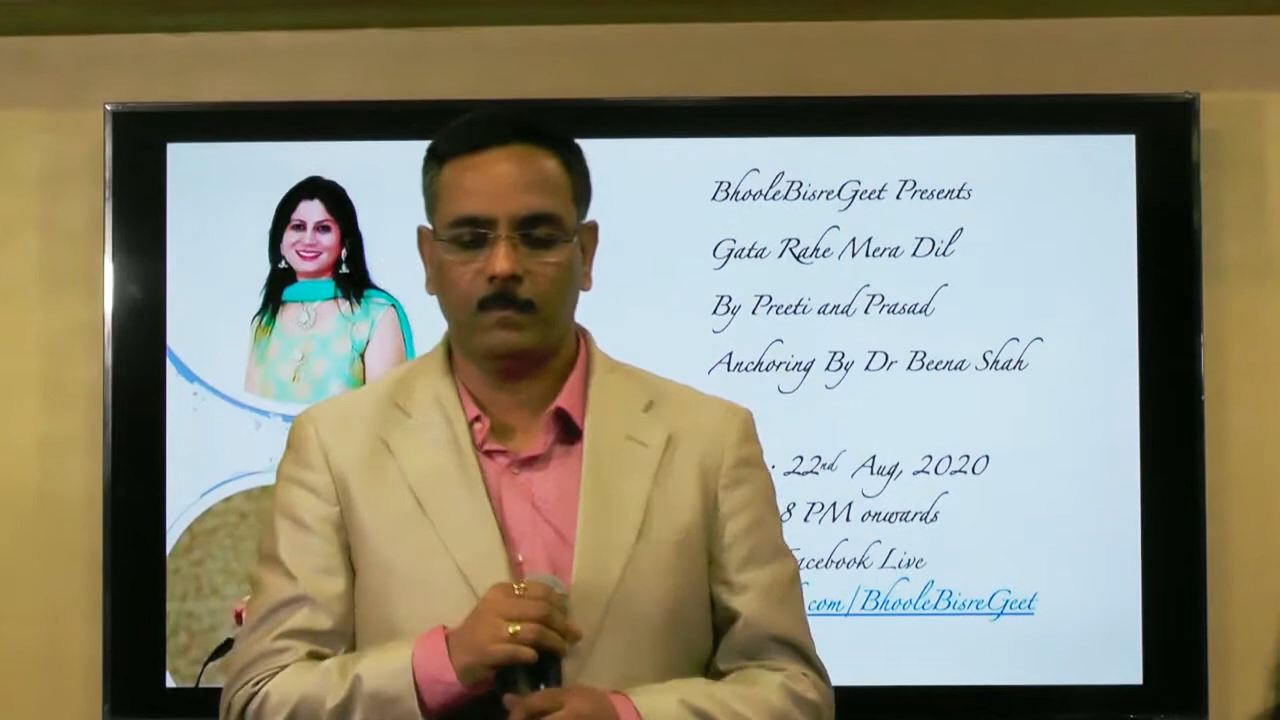 BhooleBisreGeet Presents
Gata Rahe Mera Dil
By Preeti and Prasad
Anchoring By Dr Beena Shah
22nd Aug, 2020
8 PM onwards
Live
.com/BhooleBisreGeet